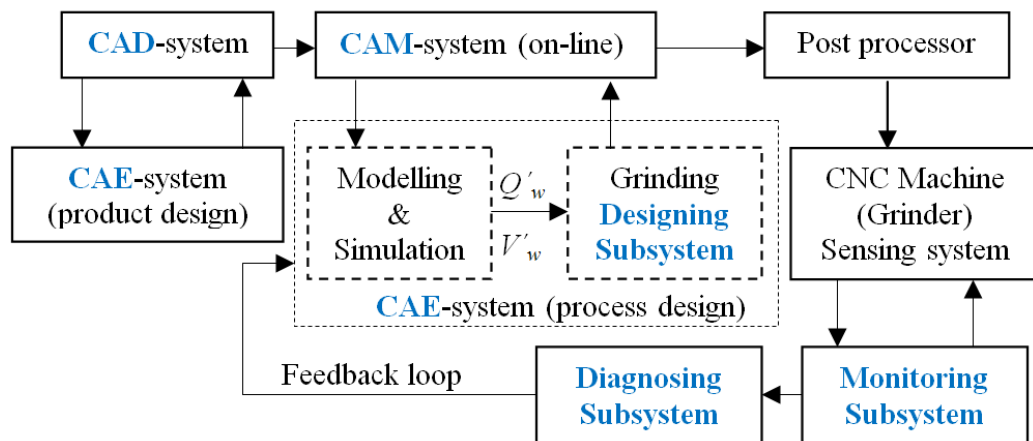 CAD-system
CAM-system (on-line)
Post processor
CAE-system
(product design)
Modelling
&
Simulation
Q′w
V′w
Grinding
Designing
Subsystem
CAE-system (process design)
CNC Machine
(Grinder)
Sensing system
Feedback loop
Diagnosing
Subsystem
Monitoring
Subsystem